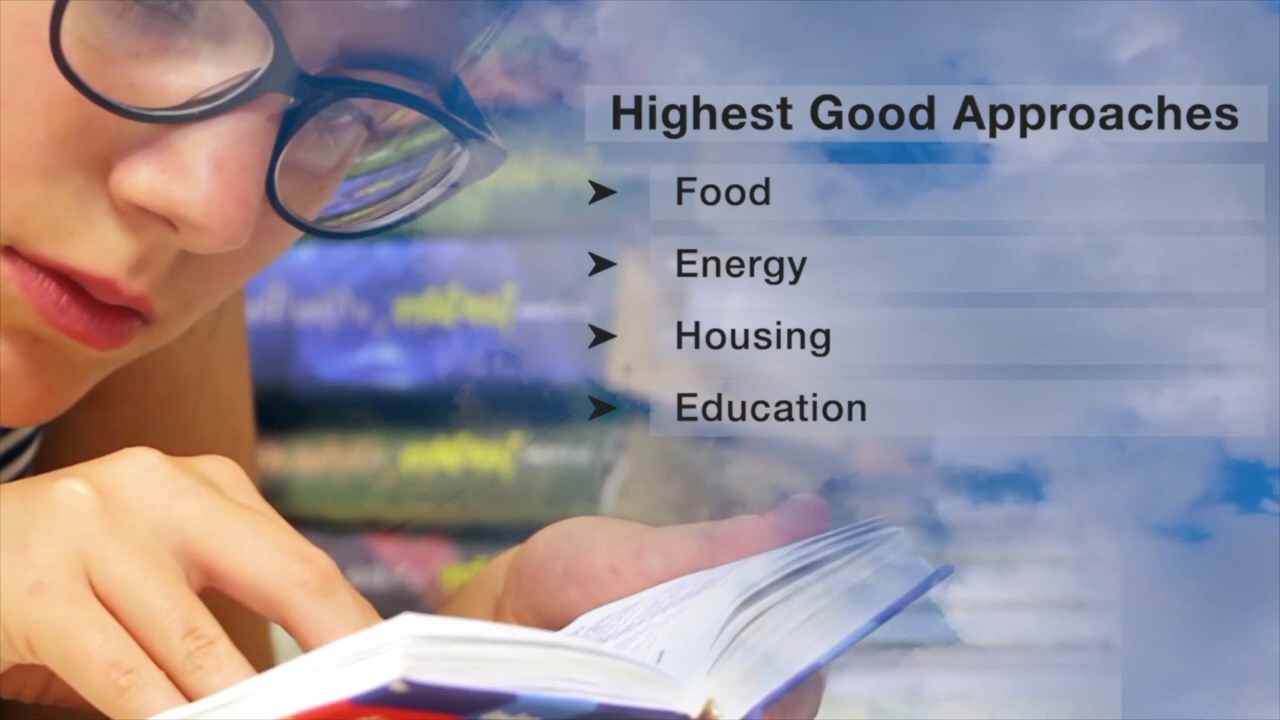 Highest Good Approaches
➤ Food
➤ Energy
➤ Housing
➤ Education